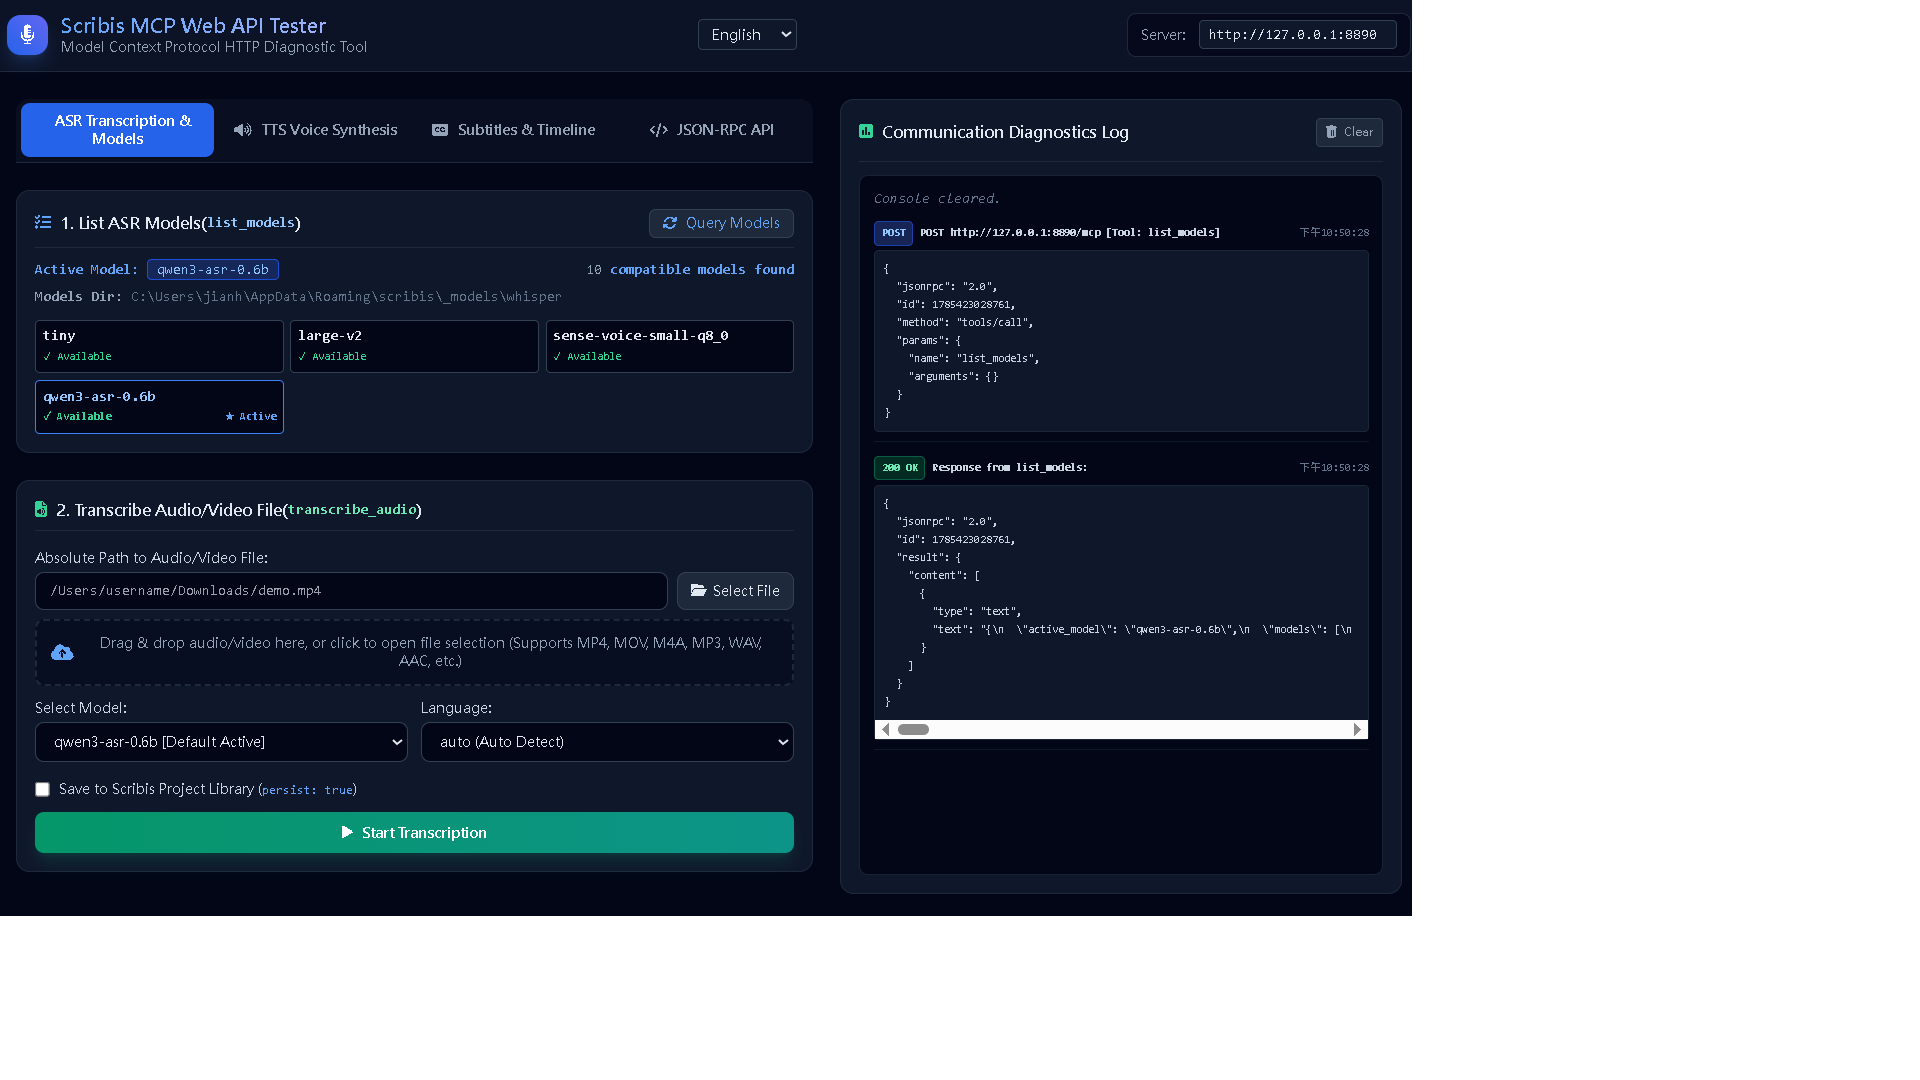 Scribis MCP Web API Tester
Model Context Protocol HTTP Diagnostic Tool
English
Server:
http://127.0.0.1:8890
ASR Transcription &
Models
TTS Voice Synthesis
Subtitles & Timeline
JSON-RPC API
1. List ASR Models(list_models)
Query Models
Active Model: qwen3-asr-0.6b
10 compatible models found
Models Dir: C:\Users\jianh\AppData\Roaming\scribis\_models\whisper
tiny
✓ Available
large-v2
✓ Available
sense-voice-small-q8_0
✓ Available
qwen3-asr-0.6b
✓ Available
★ Active
2. Transcribe Audio/Video File(transcribe_audio)
Absolute Path to Audio/Video File:
/Users/username/Downloads/demo.mp4
Select File
Drag & drop audio/video here, or click to open file selection (Supports MP4, MOV, M4A, MP3, WAV,
AAC, etc.)
Select Model:
Language:
qwen3-asr-0.6b [Default Active]
auto (Auto Detect)
Save to Scribis Project Library (persist: true)
Start Transcription
Communication Diagnostics Log
Clear
Console cleared.
POST
POST http://127.0.0.1:8890/mcp [Tool: list_models]
下午10:50:28
{
"jsonrpc": "2.0",
"id": 1785423028761,
"method": "tools/call",
"params": {
"name": "list_models",
"arguments": {}
}
}
200 OK
Response from list_models:
下午10:50:28
{
"jsonrpc": "2.0",
"id": 1785423028761,
"result": {
"content": [
{
"type": "text",
"text": "{\n  \"active_model\": \"qwen3-asr-0.6b\",\n  \"models\": [\n
}
]
}
}